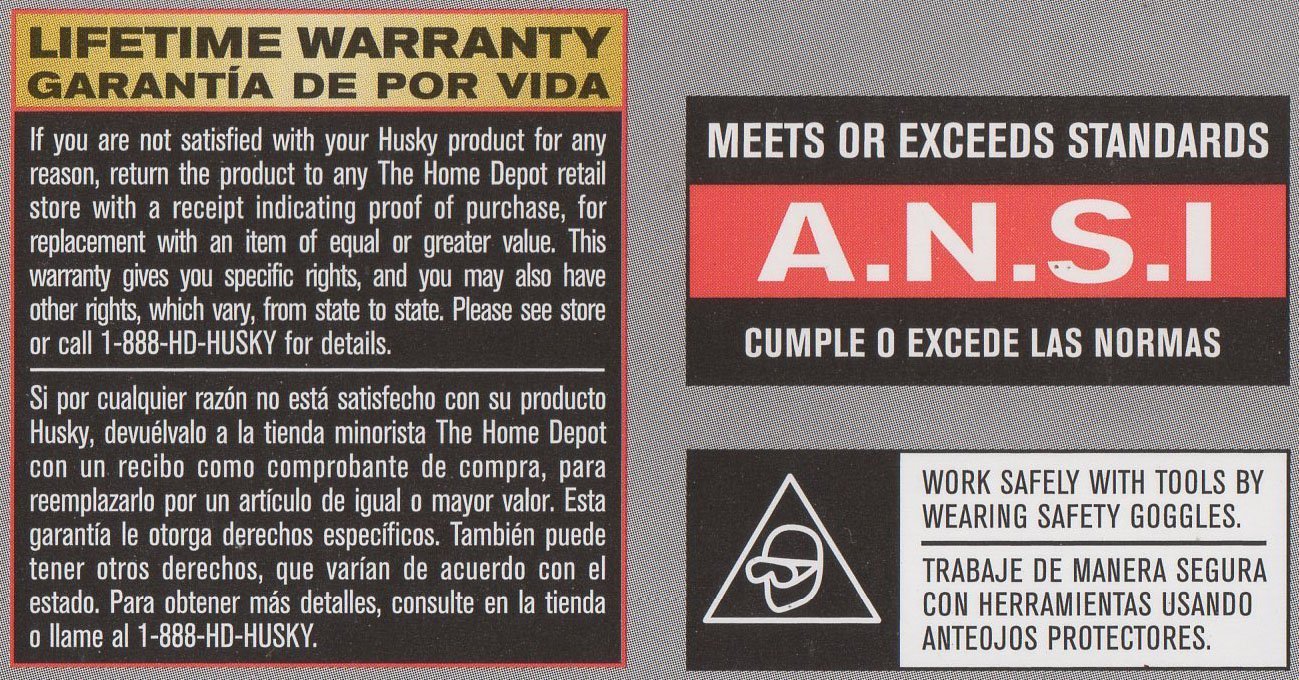 LIFETIME WARRANTY
GARANTÍA DE POR VIDA
If you are not satisfied with your Husky product for any
reason, return the product to any The Home Depot retail
store with a receipt indicating proof of purchase, for
replacement with an item of equal or greater value. This
warranty gives you specific rights, and you may also have
other rights, which vary, from state to state. Please see store
or call 1-888-HD-HUSKY for details.
Si por cualquier razón no está satisfecho con su producto
Husky, devuélvalo a la tienda minorista The Home Depot
con un recibo como comprobante de compra, para
reemplazarlo por un artículo de igual o mayor valor. Esta
garantía le otorga derechos específicos. También puede
tener otros derechos, que varían de acuerdo con el
estado. Para obtener más detalles, consulte en la tienda
o llame al 1-888-HD-HUSKY.
MEETS OR EXCEEDS STANDARDS
A.N.S.I
CUMPLE O EXCEDE LAS NORMAS
WORK SAFELY WITH TOOLS BY
WEARING SAFETY GOGGLES.
TRABAJE DE MANERA SEGURA
CON HERRAMIENTAS USANDO
ANTEOJOS PROTECTORES.